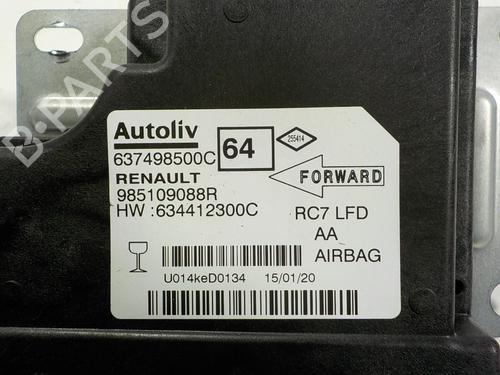 B-PARTS
Autoliv
64
255414
637498500C
RENAULT
FORWARD
985109088R
HW :634412300C
RC7 LFD
AA
AIRBAG
U014keD0134 15/01/20